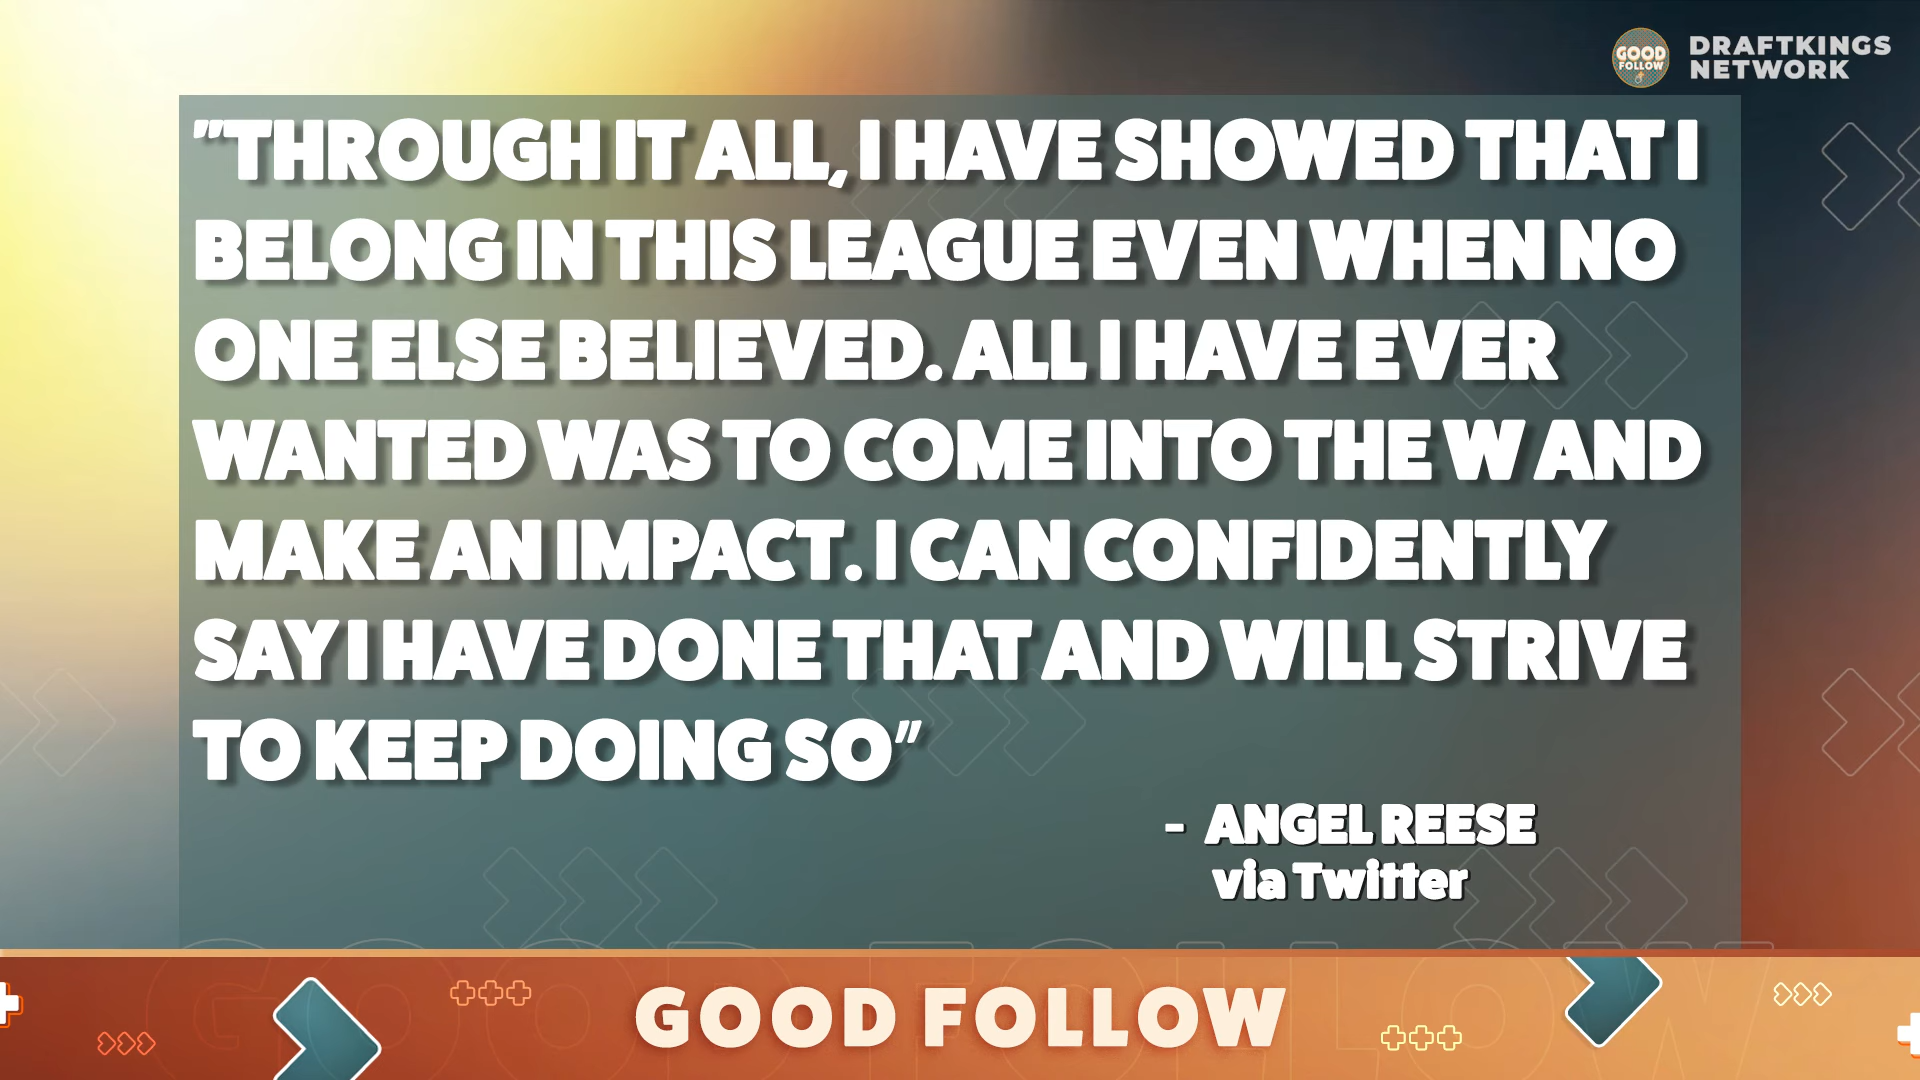 GOOD
FOLLOW
DRAFTKINGS
NETWORK
"THROUGH IT ALL, I HAVE SHOWED THAT I
BELONG IN THIS LEAGUE EVEN WHEN NO
ONE ELSE BELIEVED. ALL I HAVE EVER
WANTED WAS TO COME INTO THE W AND
MAKE AN IMPACT. I CAN CONFIDENTLY
SAY I HAVE DONE THAT AND WILL STRIVE
TO KEEP DOING SO"
- ANGEL REESE
via Twitter
GOOD FOLLOW
GOOD FOLLOW